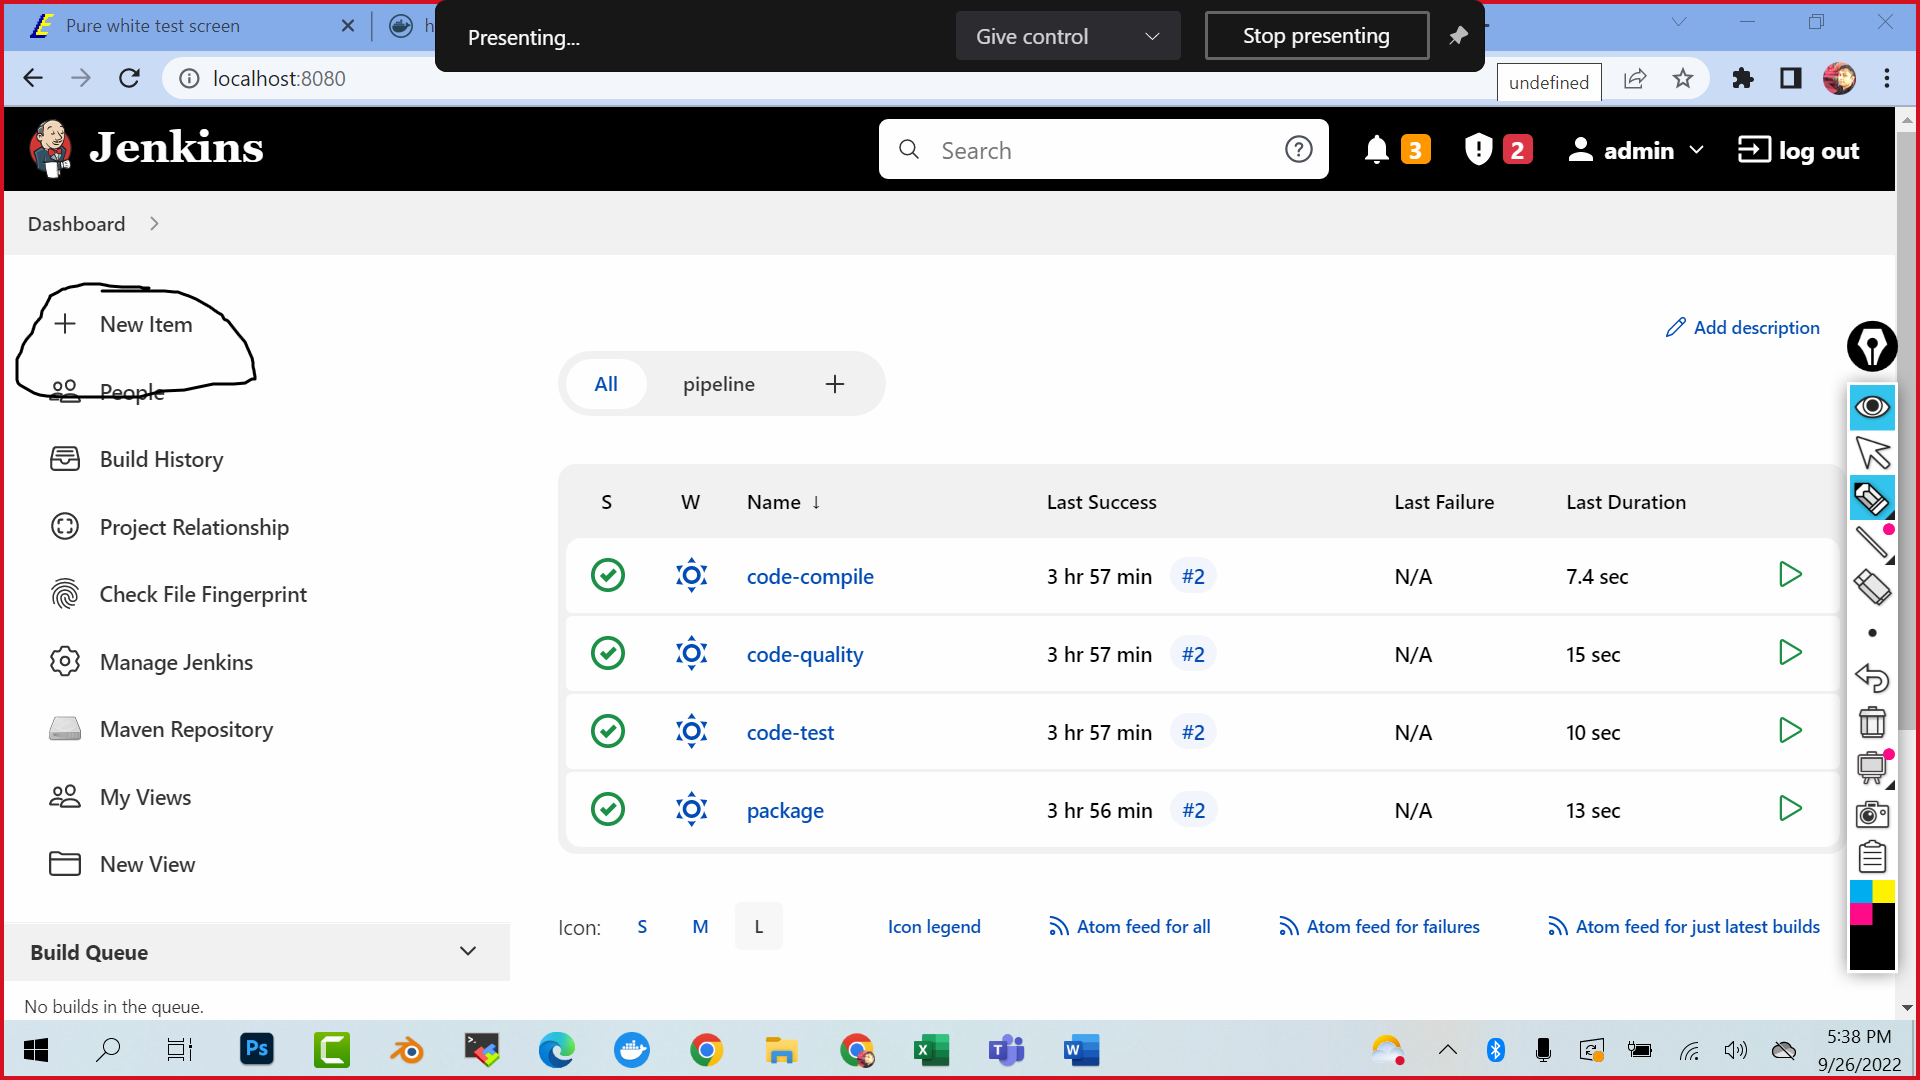 Pure white test screen
h
Presenting...
Give control
Stop presenting
localhost:8080
undefined
Jenkins
Search
3
2
admin
log out
Dashboard
New Item
People
Build History
Project Relationship
Check File Fingerprint
Manage Jenkins
Maven Repository
My Views
New View
Build Queue
No builds in the queue.
Add description
All pipeline +
S W Name ↓ Last Success Last Failure Last Duration
code-compile 3 hr 57 min #2 N/A 7.4 sec
code-quality 3 hr 57 min #2 N/A 15 sec
code-test 3 hr 57 min #2 N/A 10 sec
package 3 hr 56 min #2 N/A 13 sec
Icon: S M L
Icon legend
Atom feed for all
Atom feed for failures
Atom feed for just latest builds
Ps
5:38 PM
9/26/2022